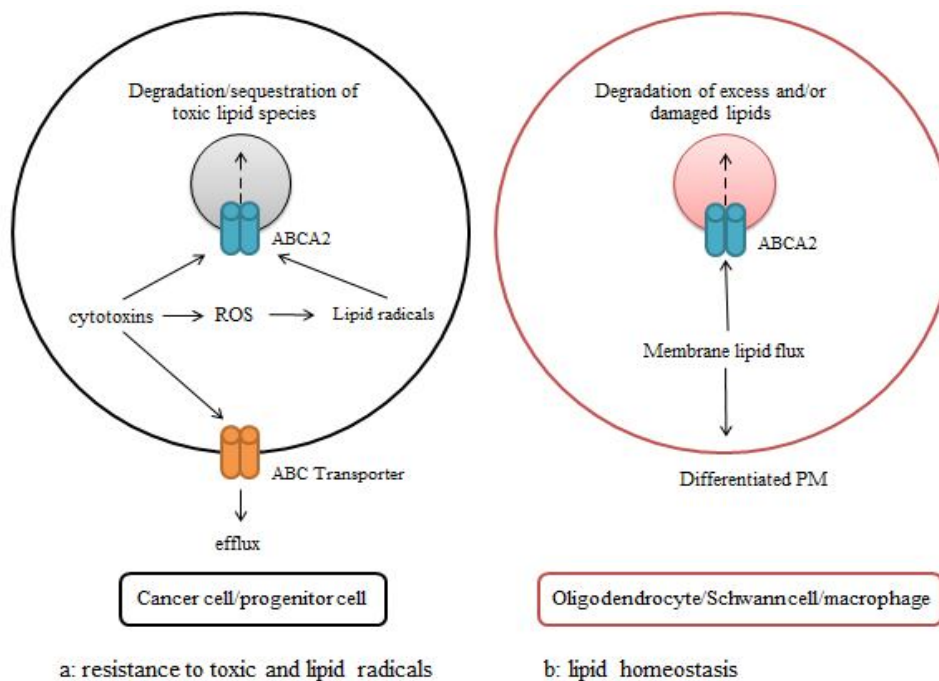 Degradation/sequestration of
toxic lipid species
ABCA2
cytotoxins
ROS
Lipid radicals
ABC Transporter
efflux
Cancer cell/progenitor cell
a: resistance to toxic and lipid radicals
Degradation of excess and/or
damaged lipids
ABCA2
Membrane lipid flux
Differentiated PM
Oligodendrocyte/Schwanncell/macrophage
b: lipid homeostasis